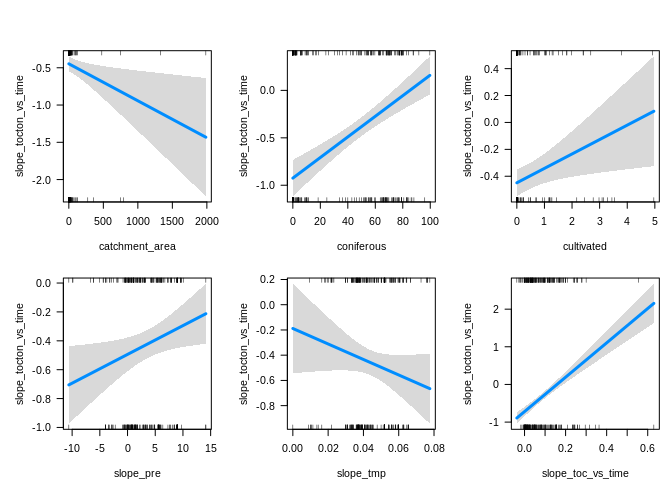 slope_tocton_vs_time
-0.5
-1.0
-1.5
-2.0
0 500 1000 1500 2000
catchment_area
slope_tocton_vs_time
0.0
-0.5
-1.0
0 20 40 60 80 100
coniferous
slope_tocton_vs_time
0.4
0.2
0.0
-0.2
-0.4
0 1 2 3 4 5
cultivated
slope_tocton_vs_time
0.0
-0.2
-0.4
-0.6
-0.8
-1.0
-10 -5 0 5 10 15
slope_pre
slope_tocton_vs_time
0.2
0.0
-0.2
-0.4
-0.6
-0.8
0.00 0.02 0.04 0.06 0.08
slope_tmp
slope_tocton_vs_time
2
1
0
-1
0.0 0.2 0.4 0.6
slope_toc_vs_time